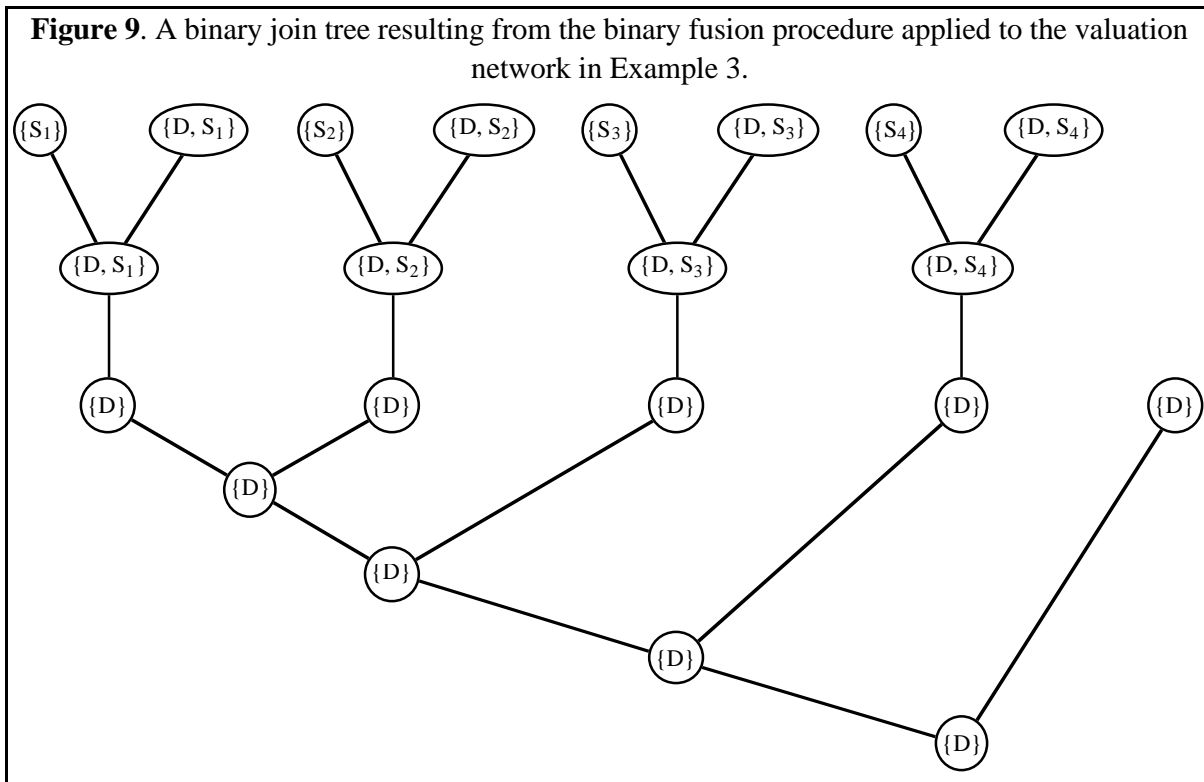 Figure 9. A binary join tree resulting from the binary fusion procedure applied to the valuation
network in Example 3.
{S₁} {D, S₁} {S₂} {D, S₂} {S₃} {D, S₃} {S₄} {D, S₄}
{D, S₁} {D, S₂} {D, S₃} {D, S₄}
{D} {D} {D} {D} {D}
{D}
{D}
{D}
{D}